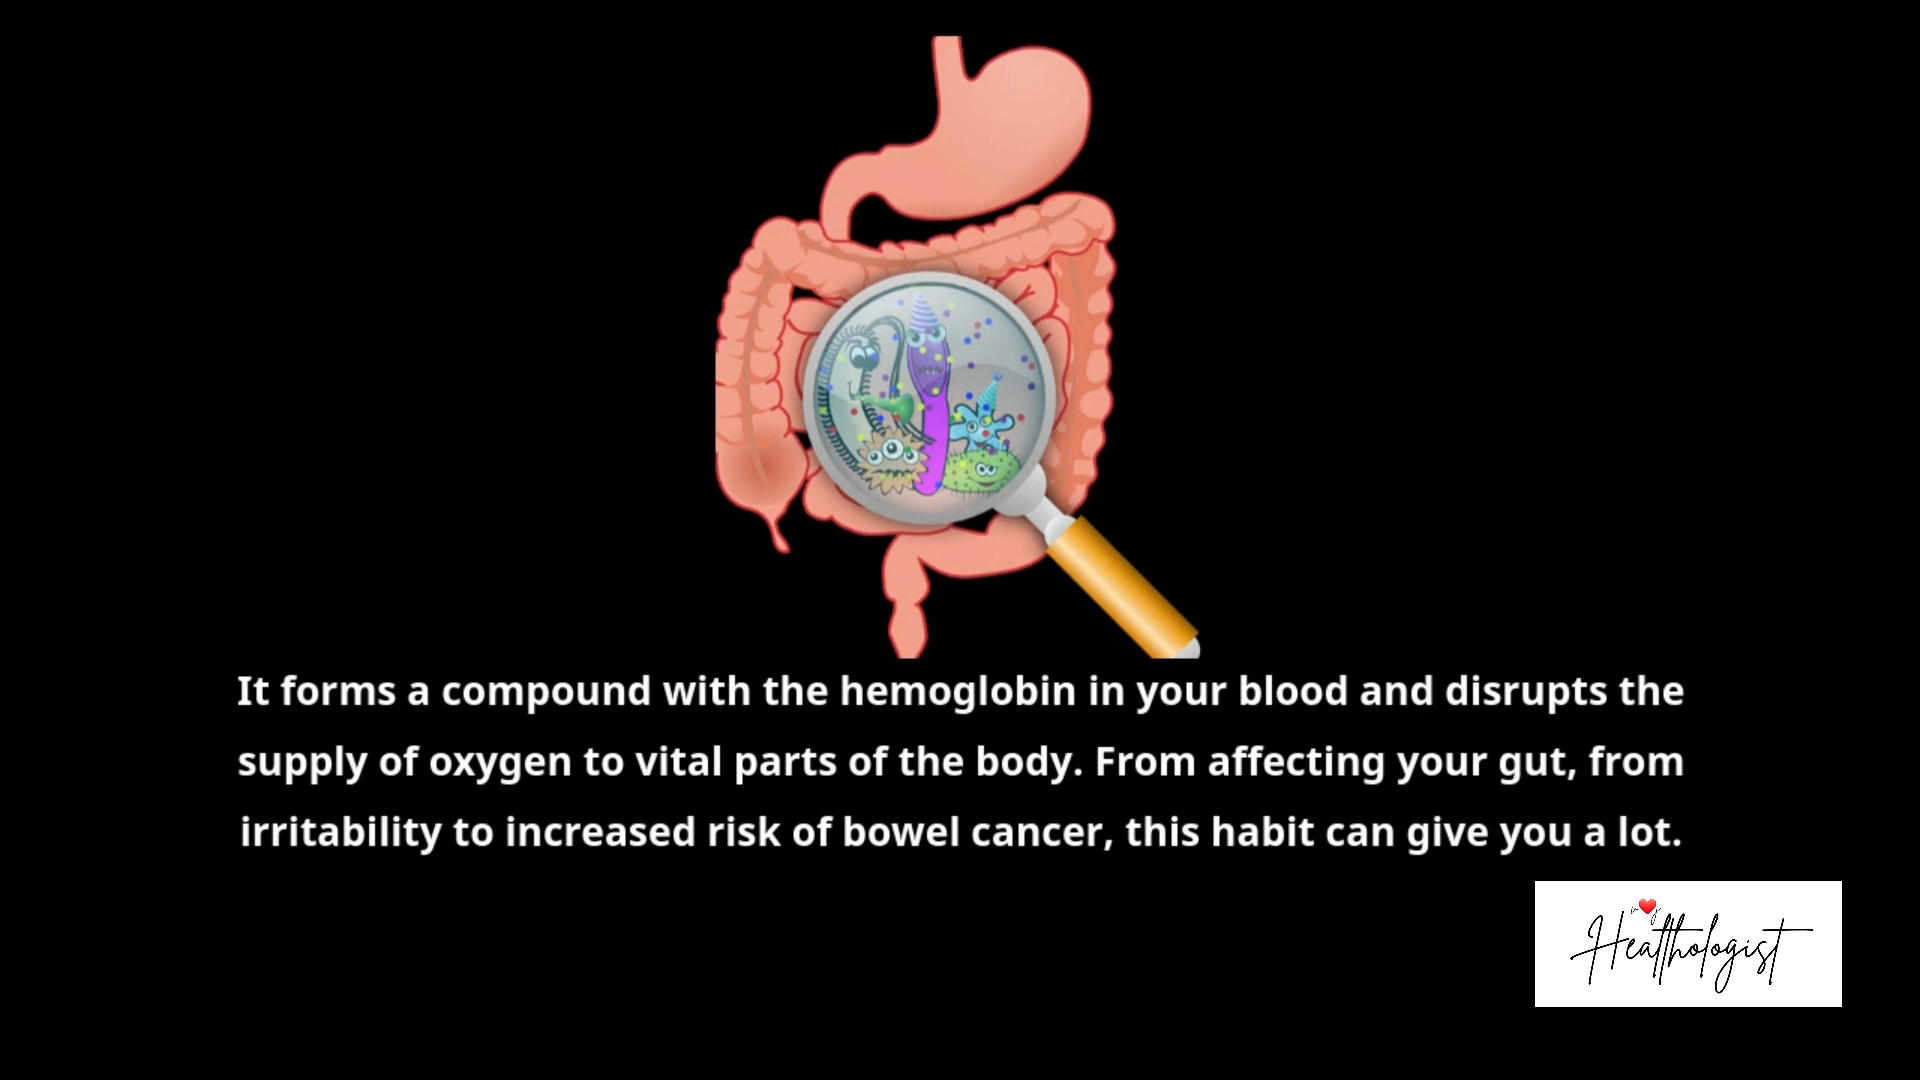 It forms a compound with the hemoglobin in your blood and disrupts the
supply of oxygen to vital parts of the body. From affecting your gut, from
irritability to increased risk of bowel cancer, this habit can give you a lot.
Healthologist